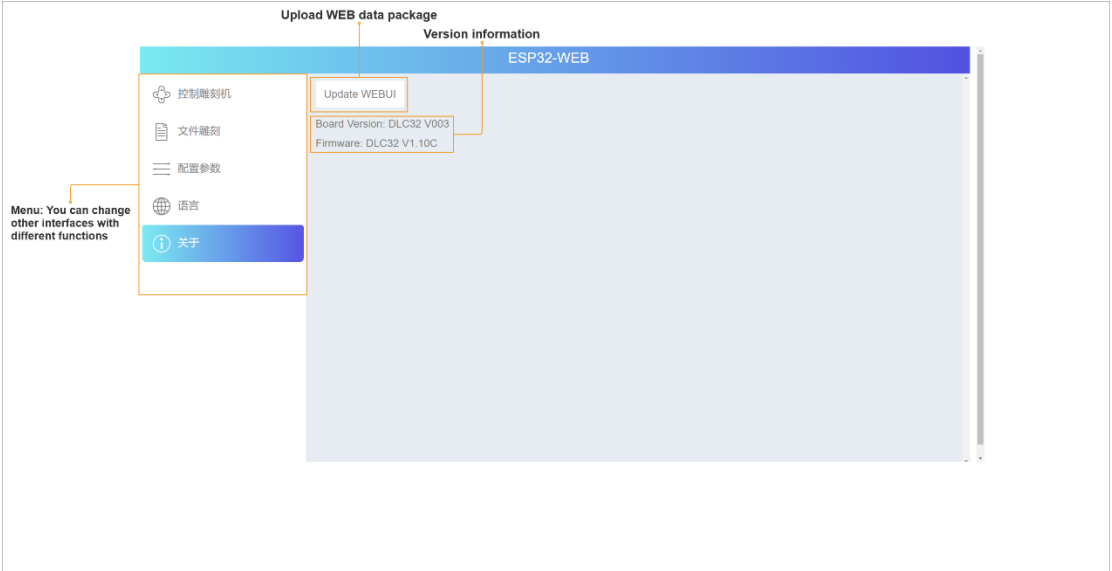 Upload WEB data package
Version information
ESP32-WEB
控制雕刻机
Update WEBUI
Board Version: DLC32 V003
文件雕刻
Firmware: DLC32 V1.10C
配置参数
语言
Menu: You can change
other interfaces with
different functions
关于